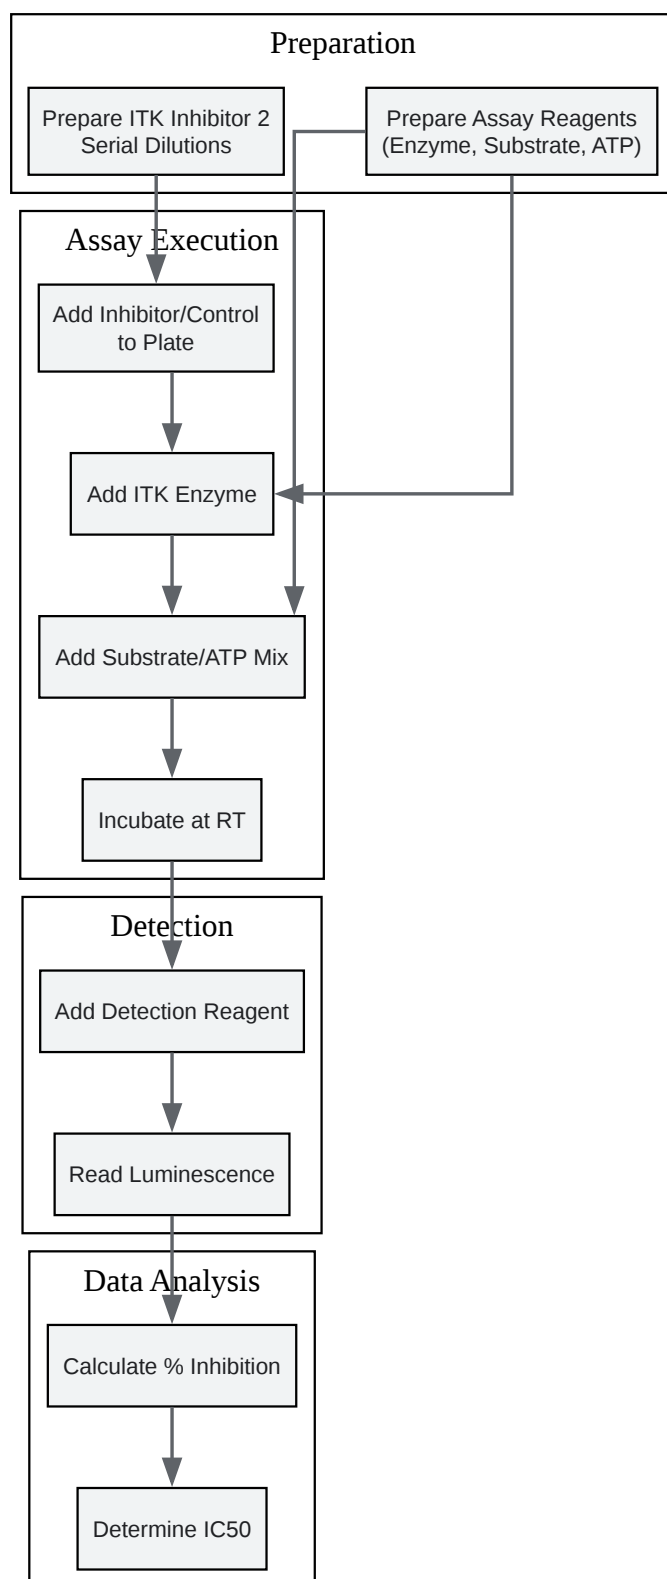 Preparation
Prepare ITK Inhibitor 2
Serial Dilutions
Prepare Assay Reagents
(Enzyme, Substrate, ATP)
Assay Execution
Add Inhibitor/Control
to Plate
Add ITK Enzyme
Add Substrate/ATP Mix
Incubate at RT
Detection
Add Detection Reagent
Read Luminescence
Data Analysis
Calculate % Inhibition
Determine IC50